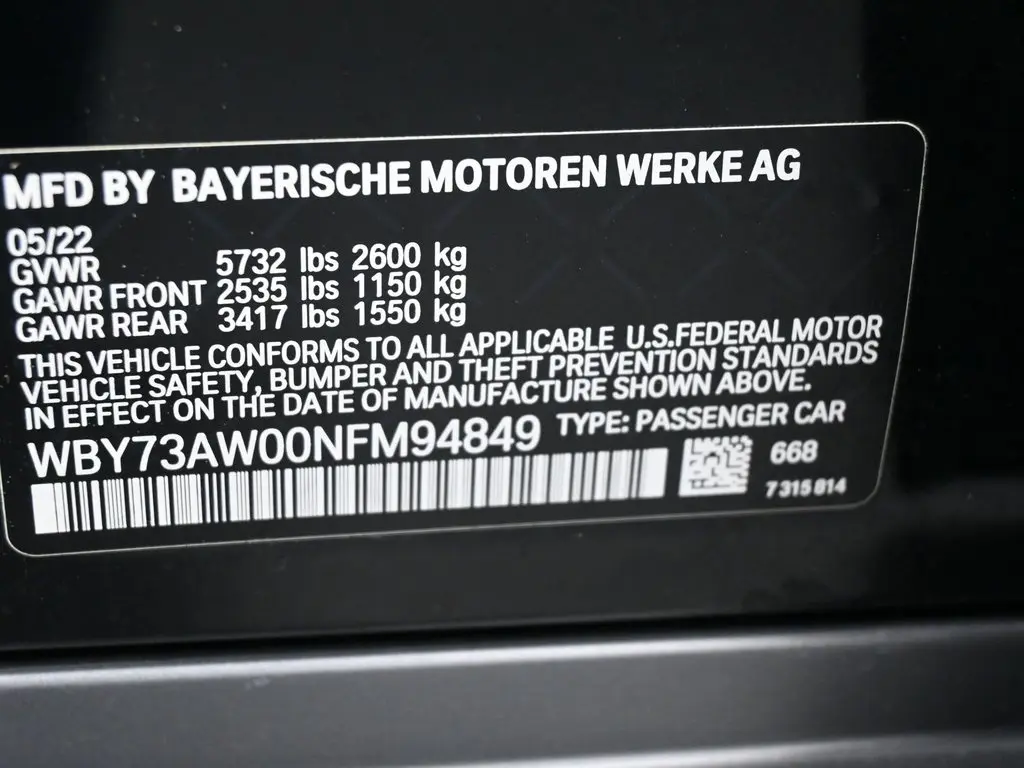 MFD BY BAYERISCHE MOTOREN WERKE AG
05/22
GVWR 5732 lbs 2600 kg
GAWR FRONT 2535 lbs 1150 kg
GAWR REAR 3417 lbs 1550 kg
THIS VEHICLE CONFORMS TO ALL APPLICABLE U.S.FEDERAL MOTOR
VEHICLE SAFETY, BUMPER AND THEFT PREVENTION STANDARDS
IN EFFECT ON THE DATE OF MANUFACTURE SHOWN ABOVE.
WBY73AW00NFM94849 TYPE: PASSENGER CAR
668
7 315 814